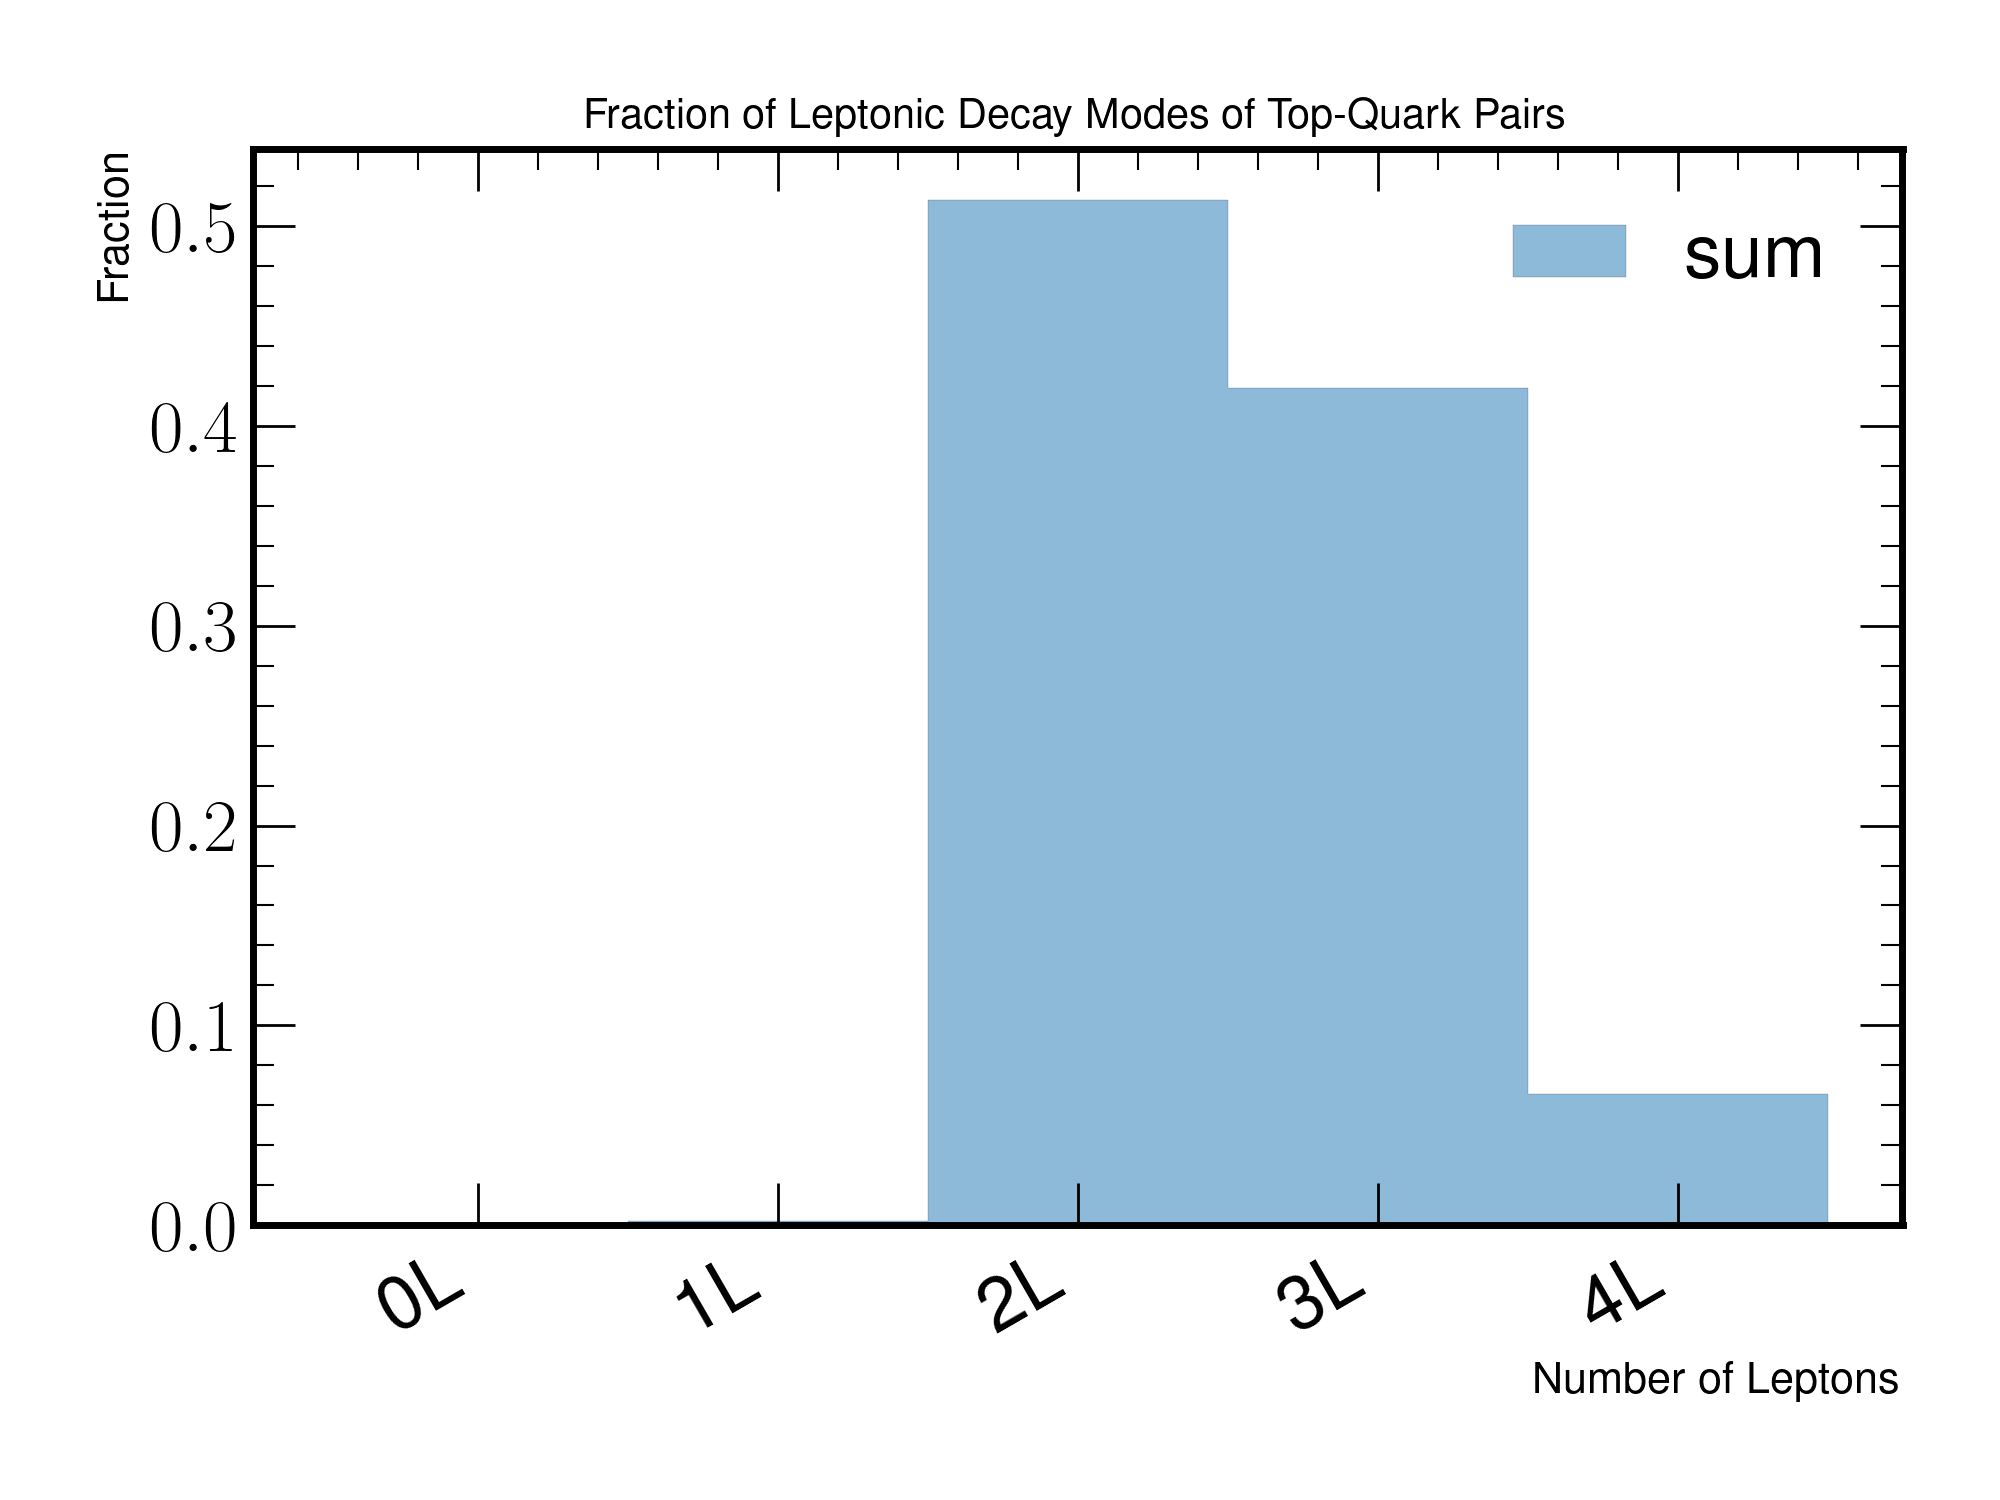 Fraction of Leptonic Decay Modes of Top-Quark Pairs
Fraction
0.5
0.4
0.3
0.2
0.1
0.0
sum
0L 1L 2L 3L 4L
Number of Leptons